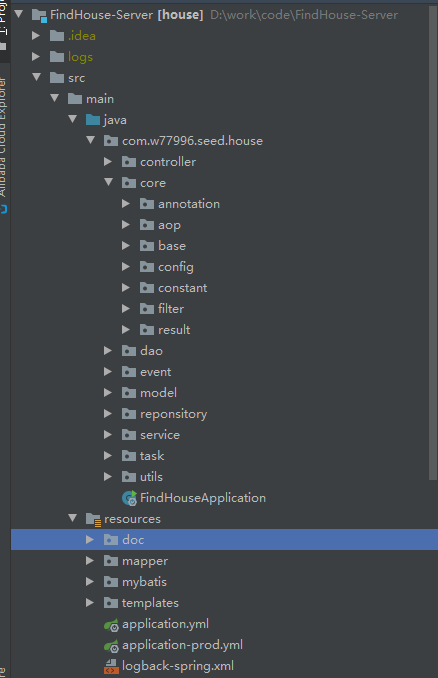 1: Proj
Alibaba Cloud Explorer
FindHouse-Server [house] D:\work\code\FindHouse-Server
.idea
logs
src
main
java
com.w77996.seed.house
controller
core
annotation
aop
base
config
constant
filter
result
dao
event
model
reponsitory
service
task
utils
FindHouseApplication
resources
doc
mapper
mybatis
templates
application.yml
application-prod.yml
logback-spring.xml